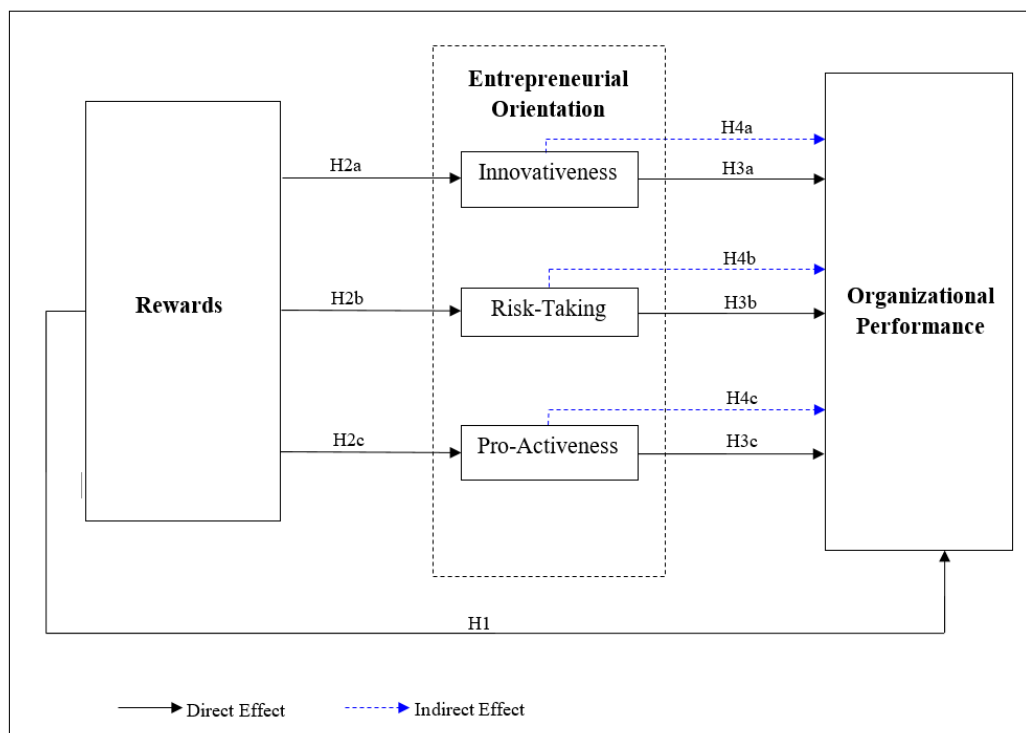 Entrepreneurial
Orientation
H4a
H2a
Innovativeness
H3a
H4b
Rewards
H2b
Risk-Taking
H3b
Organizational
Performance
H4c
H2c
Pro-Activeness
H3c
H1
Direct Effect
Indirect Effect